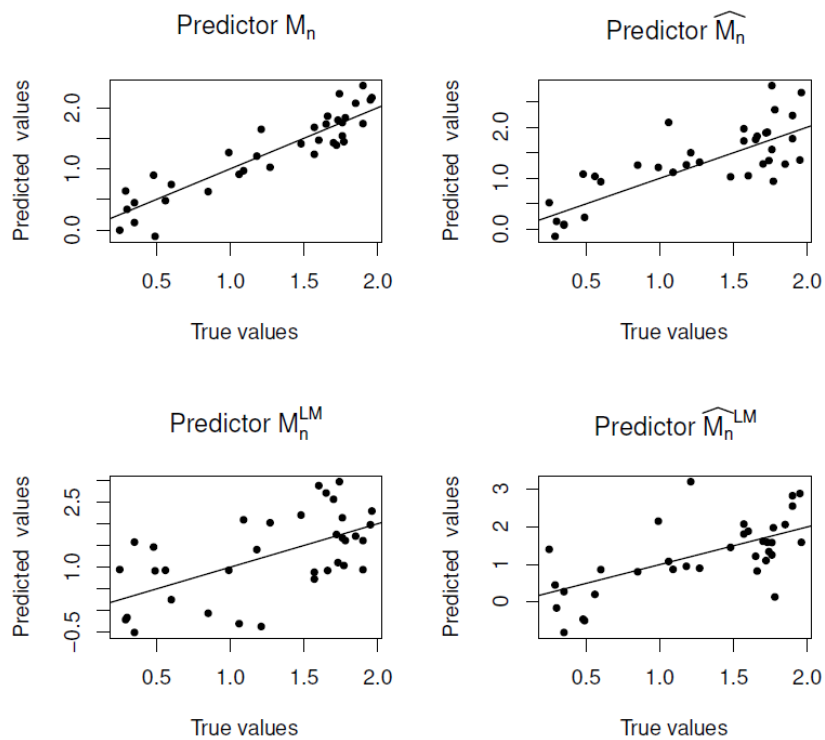 Predictor Mn
Predicted values
0.0 1.0 2.0
0.5 1.0 1.5 2.0
True values
Predictor M̂n
Predicted values
0.0 1.0 2.0
0.5 1.0 1.5 2.0
True values
Predictor MnLM
Predicted values
−0.5 1.0 2.5
0.5 1.0 1.5 2.0
True values
Predictor M̂nLM
Predicted values
0 1 2 3
0.5 1.0 1.5 2.0
True values